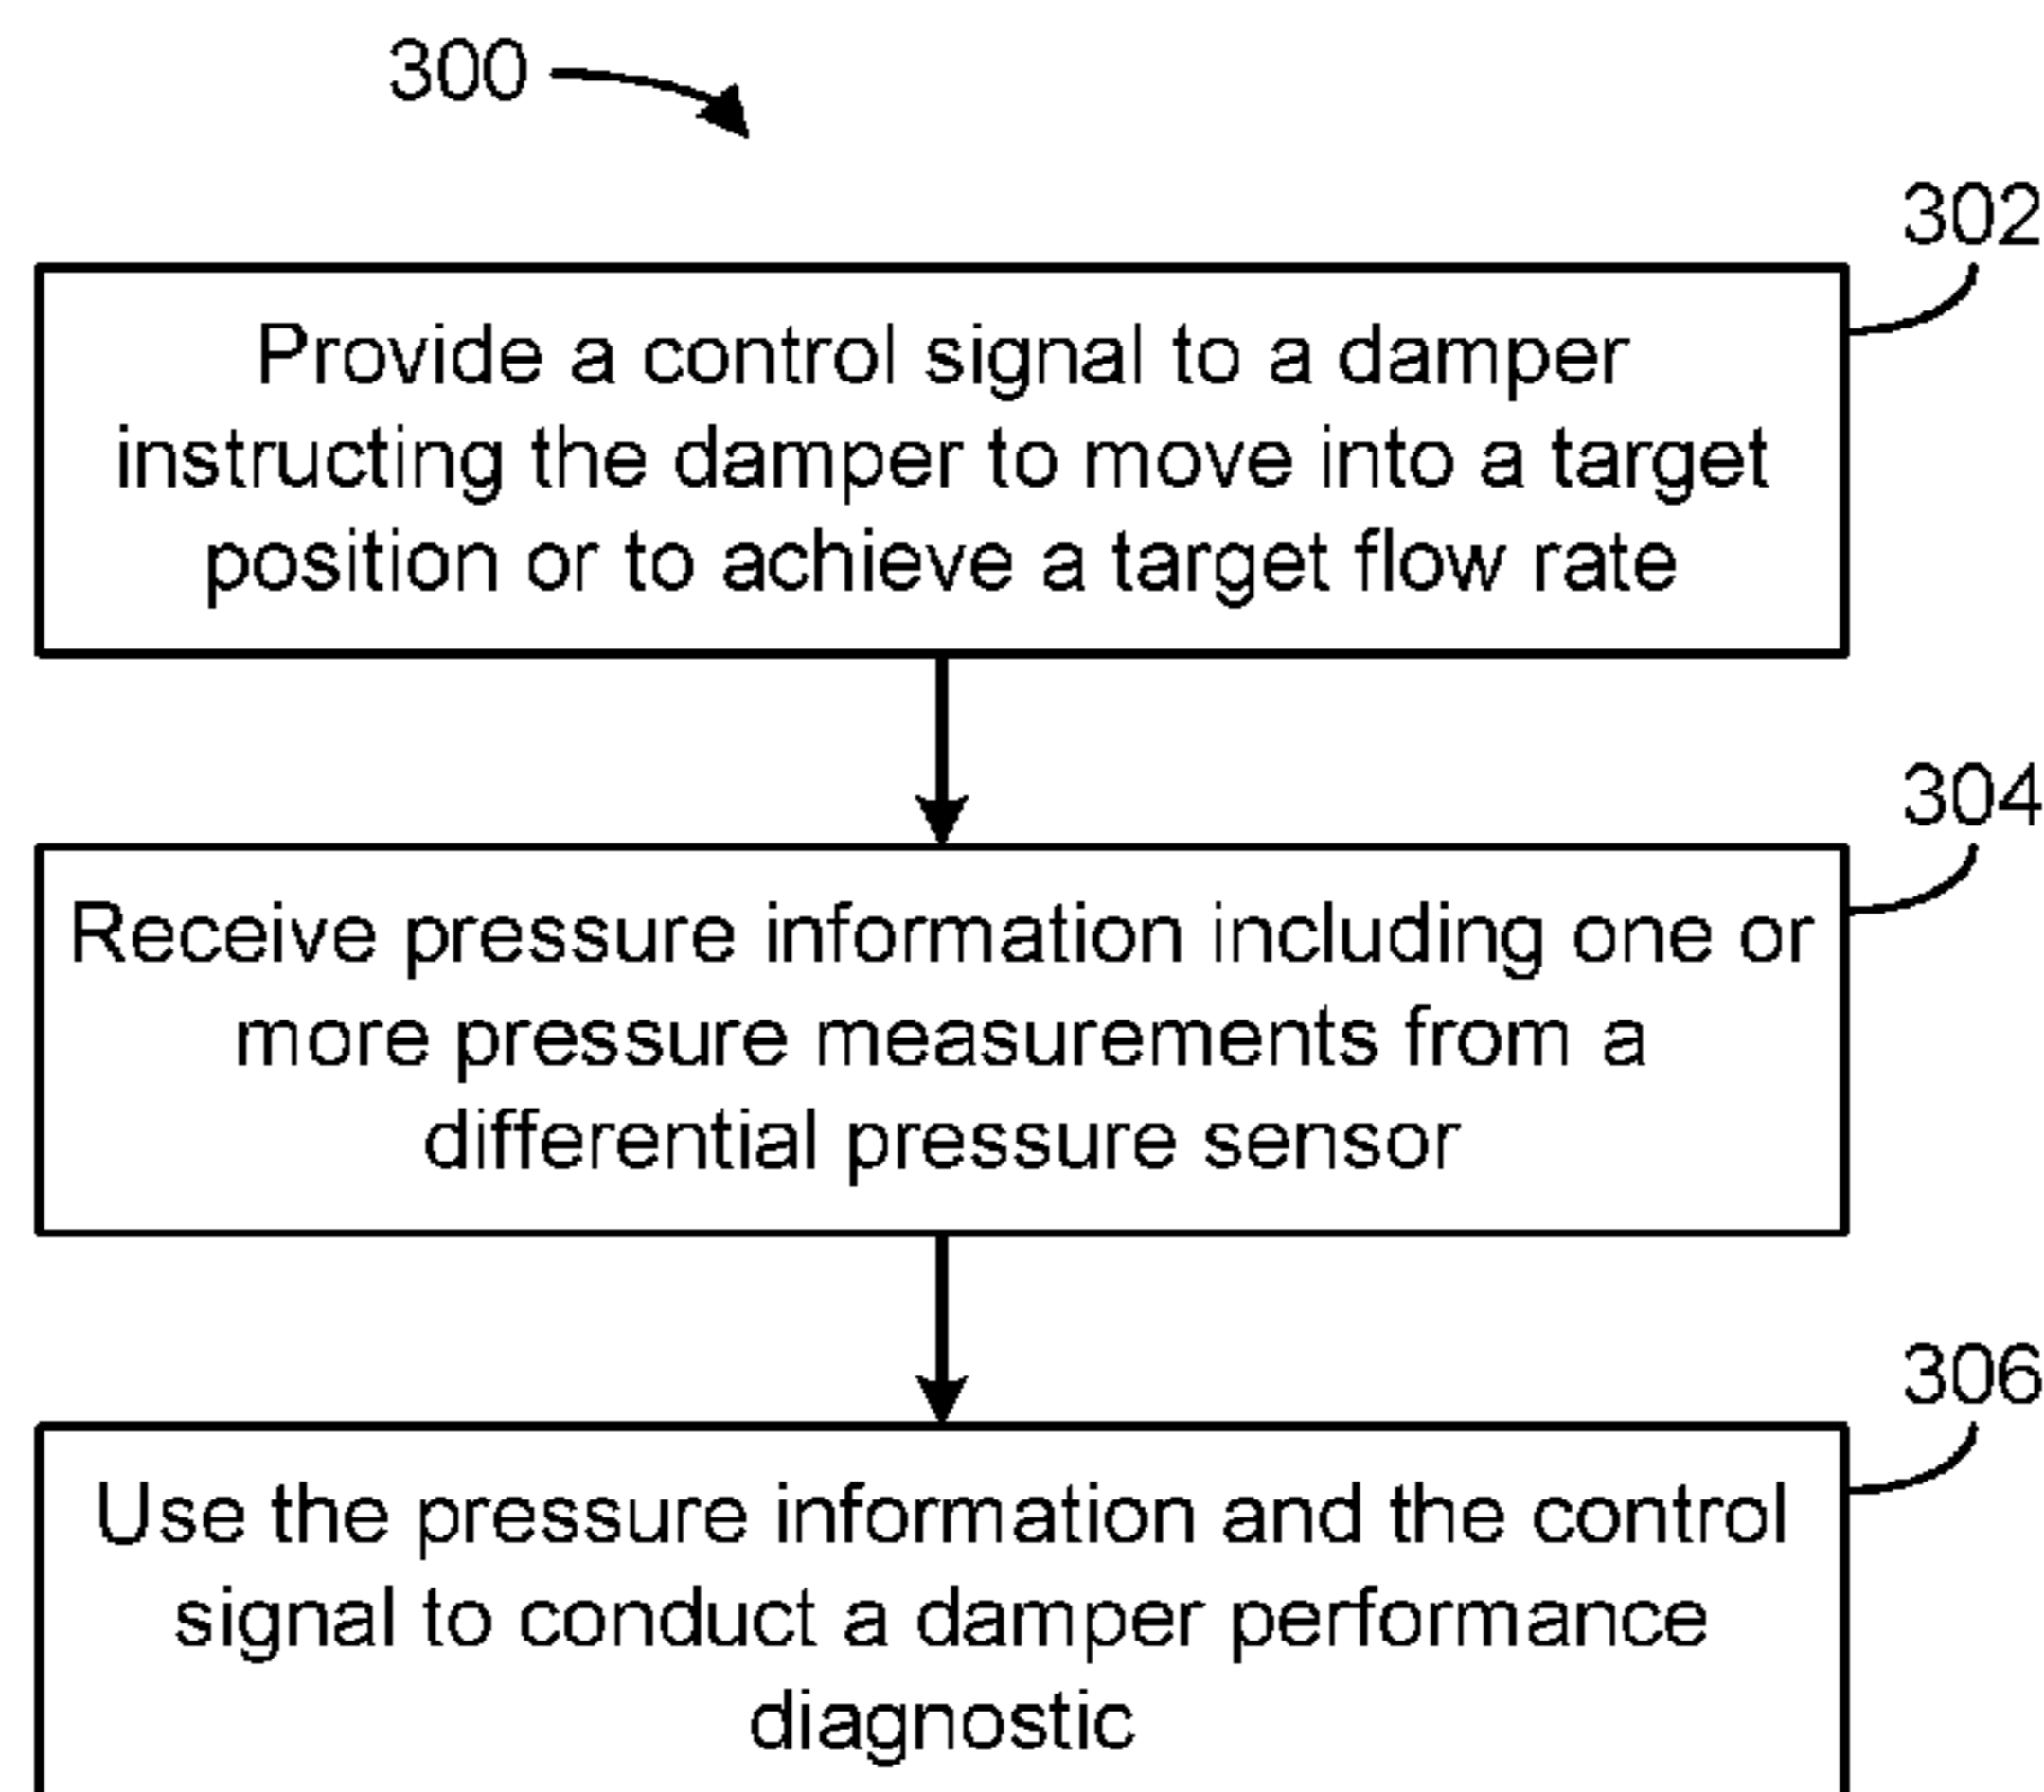 300
302
Provide a control signal to a damper
instructing the damper to move into a target
position or to achieve a target flow rate
304
Receive pressure information including one or
more pressure measurements from a
differential pressure sensor
306
Use the pressure information and the control
signal to conduct a damper performance
diagnostic